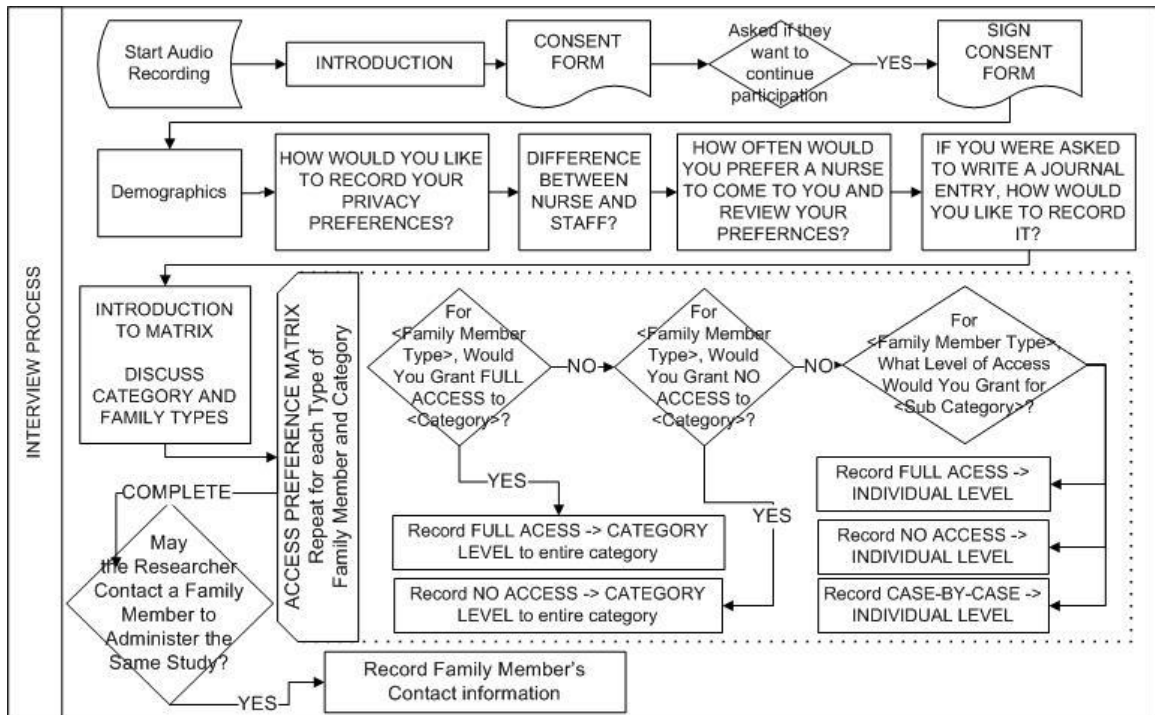 INTERVIEW PROCESS
Start Audio
Recording
INTRODUCTION
CONSENT
FORM
Asked if they
want to
continue
participation
YES
SIGN
CONSENT
FORM
Demographics
HOW WOULD YOU LIKE
TO RECORD YOUR
PRIVACY
PREFERENCES?
DIFFERENCE
BETWEEN
NURSE AND
STAFF?
HOW OFTEN WOULD
YOU PREFER A NURSE
TO COME TO YOU AND
REVIEW YOUR
PREFERNCES?
IF YOU WERE ASKED
TO WRITE A JOURNAL
ENTRY, HOW WOULD
YOU LIKE TO RECORD
IT?
INTRODUCTION
TO MATRIX
DISCUSS
CATEGORY AND
FAMILY TYPES
ACCESS PREFERENCE MATRIX
Repeat for each Type of
Family Member and Category
For
<Family Member
Type>, Would
You Grant FULL
ACCESS to
<Category>?
NO
For
<Family Member
Type>, Would
You Grant NO
ACCESS to
<Category>?
NO
For
<Family Member Type>,
What Level of Access
Would You Grant for
<Sub Category>?
YES
YES
Record FULL ACESS -> CATEGORY
LEVEL to entire category
Record NO ACCESS -> CATEGORY
LEVEL to entire category
Record FULL ACESS ->
INDIVIDUAL LEVEL
Record NO ACCESS ->
INDIVIDUAL LEVEL
Record CASE-BY-CASE ->
INDIVIDUAL LEVEL
COMPLETE
May
the Researcher
Contact a Family
Member to
Administer the
Same Study?
YES
Record Family Member's
Contact information